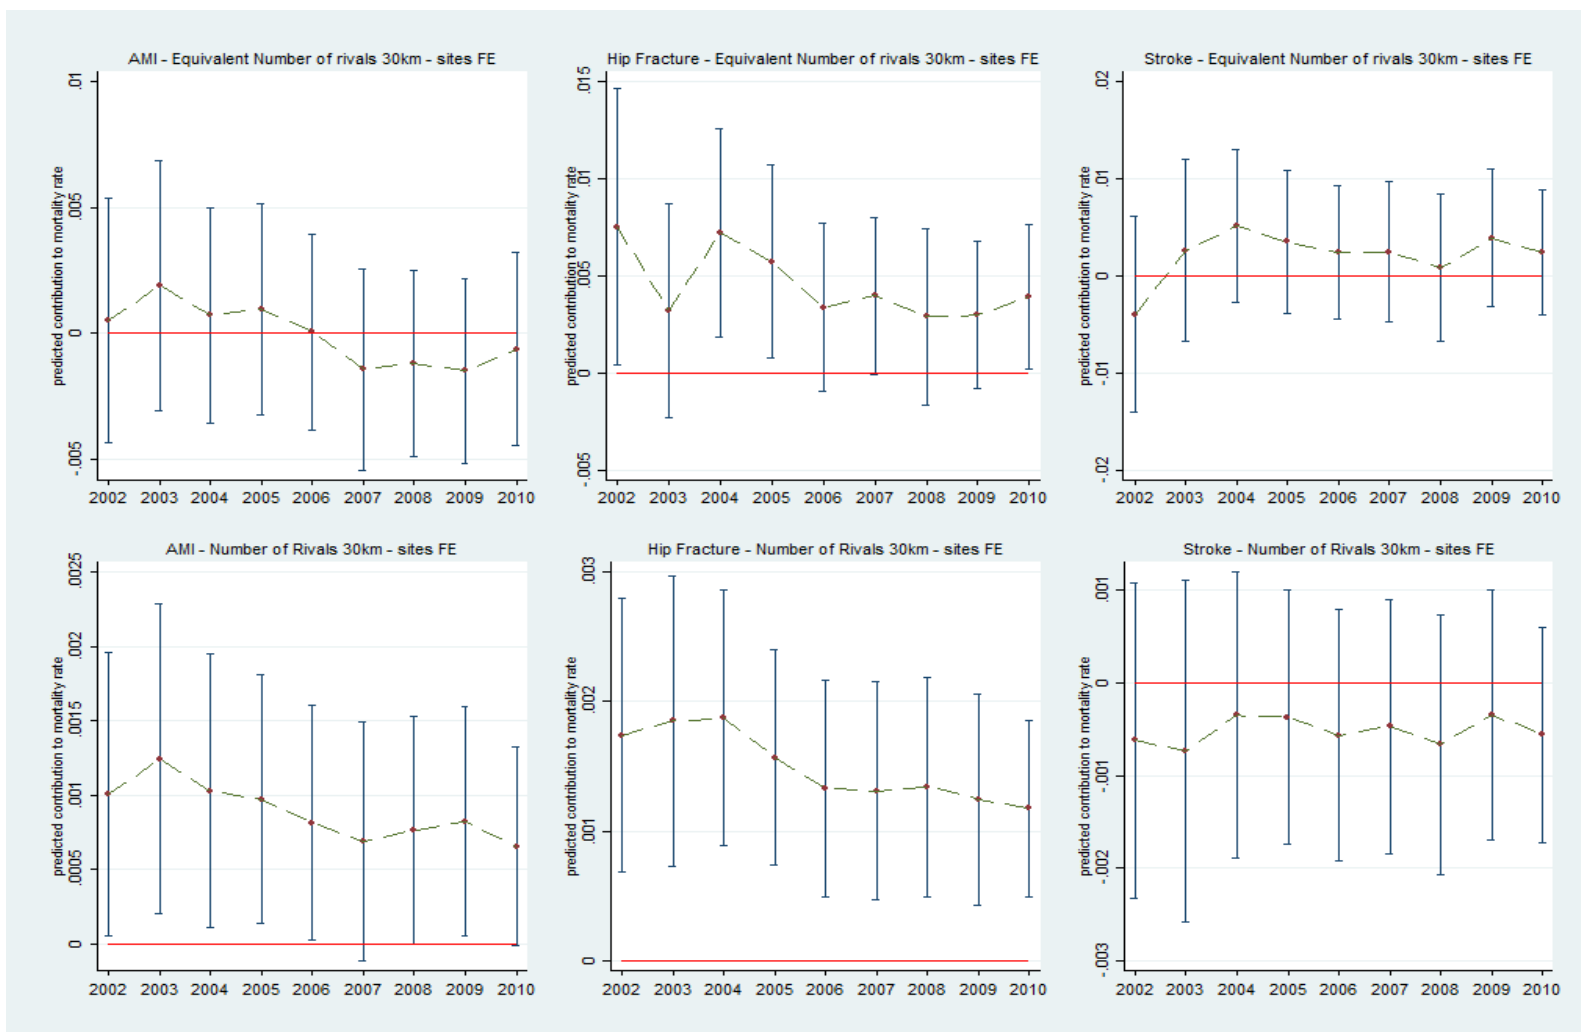 AMI - Equivalent Number of rivals 30km - sites FE
predicted contribution to mortality rate
.01
.005
0
-.005
2002 2003 2004 2005 2006 2007 2008 2009 2010
Hip Fracture - Equivalent Number of rivals 30km - sites FE
predicted contribution to mortality rate
.015
.01
.005
0
-.005
2002 2003 2004 2005 2006 2007 2008 2009 2010
Stroke - Equivalent Number of rivals 30km - sites FE
predicted contribution to mortality rate
.02
.01
0
-.01
-.02
2002 2003 2004 2005 2006 2007 2008 2009 2010
AMI - Number of Rivals 30km - sites FE
predicted contribution to mortality rate
.0025
.002
.0015
.001
.0005
0
2002 2003 2004 2005 2006 2007 2008 2009 2010
Hip Fracture - Number of Rivals 30km - sites FE
predicted contribution to mortality rate
.003
.002
.001
0
2002 2003 2004 2005 2006 2007 2008 2009 2010
Stroke - Number of Rivals 30km - sites FE
predicted contribution to mortality rate
.001
0
-.001
-.002
-.003
2002 2003 2004 2005 2006 2007 2008 2009 2010